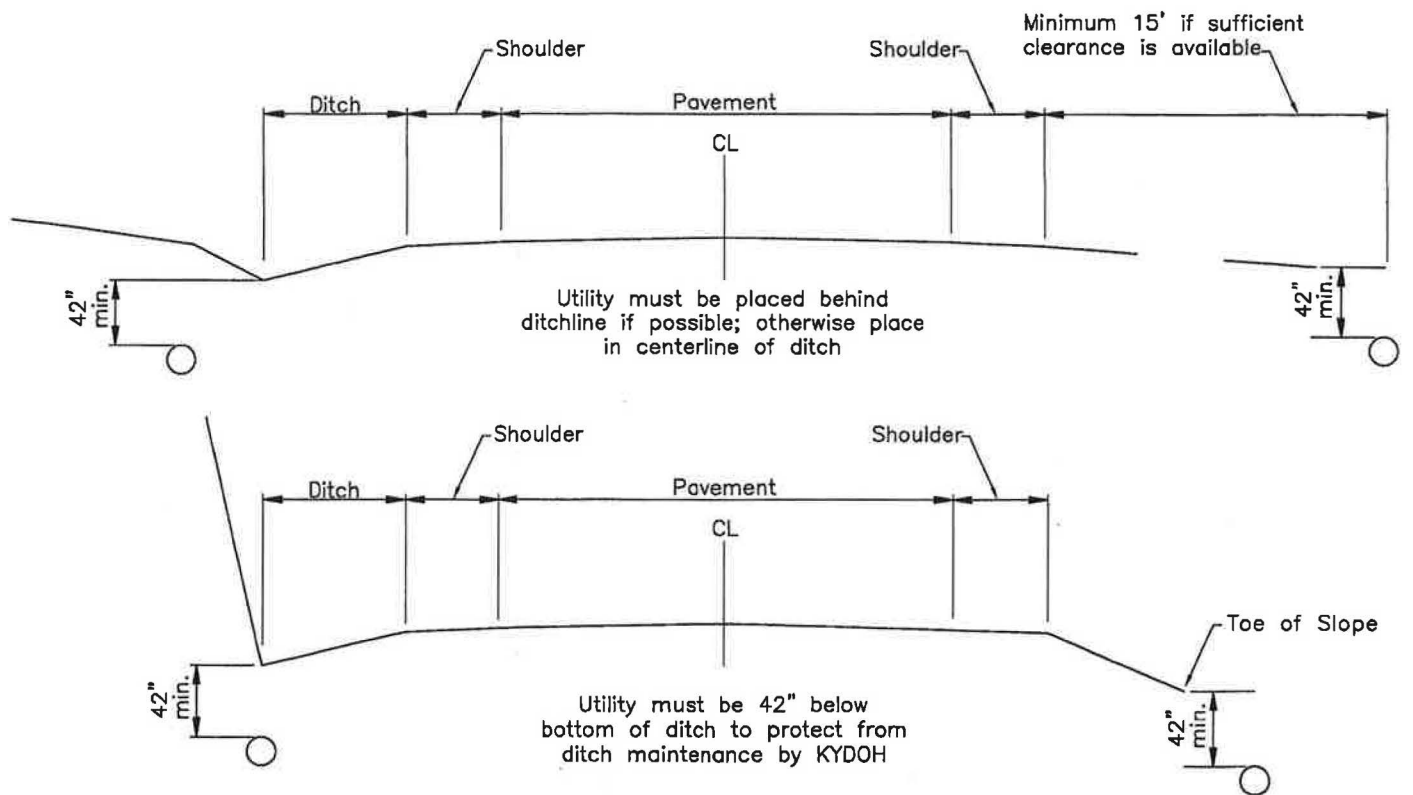 Minimum 15' if sufficient
clearance is available
Shoulder
Shoulder
Ditch
Pavement
CL
42"
min.
42"
min.
Utility must be placed behind
ditchline if possible; otherwise place
in centerline of ditch
Shoulder
Shoulder
Ditch
Pavement
CL
Toe of Slope
42"
min.
42"
min.
Utility must be 42" below
bottom of ditch to protect from
ditch maintenance by KYDOH